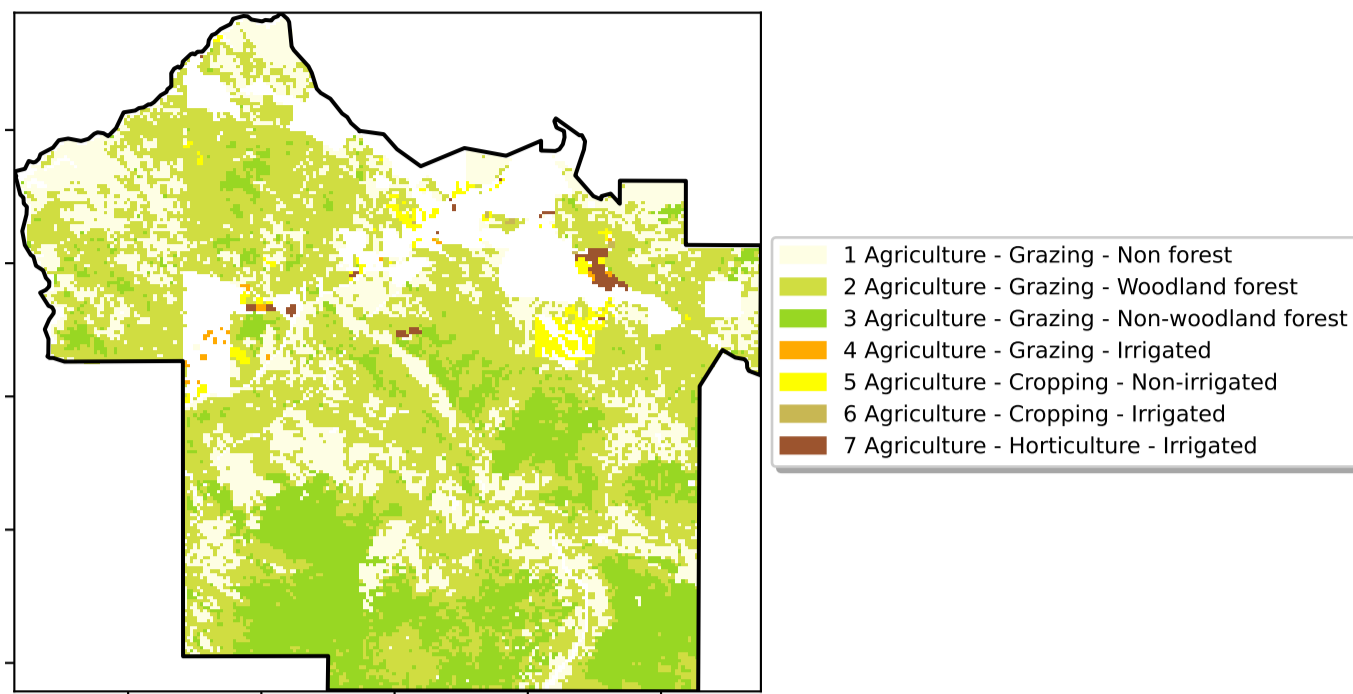 1 Agriculture - Grazing - Non forest
2 Agriculture - Grazing - Woodland forest
3 Agriculture - Grazing - Non-woodland forest
4 Agriculture - Grazing - Irrigated
5 Agriculture - Cropping - Non-irrigated
6 Agriculture - Cropping - Irrigated
7 Agriculture - Horticulture - Irrigated